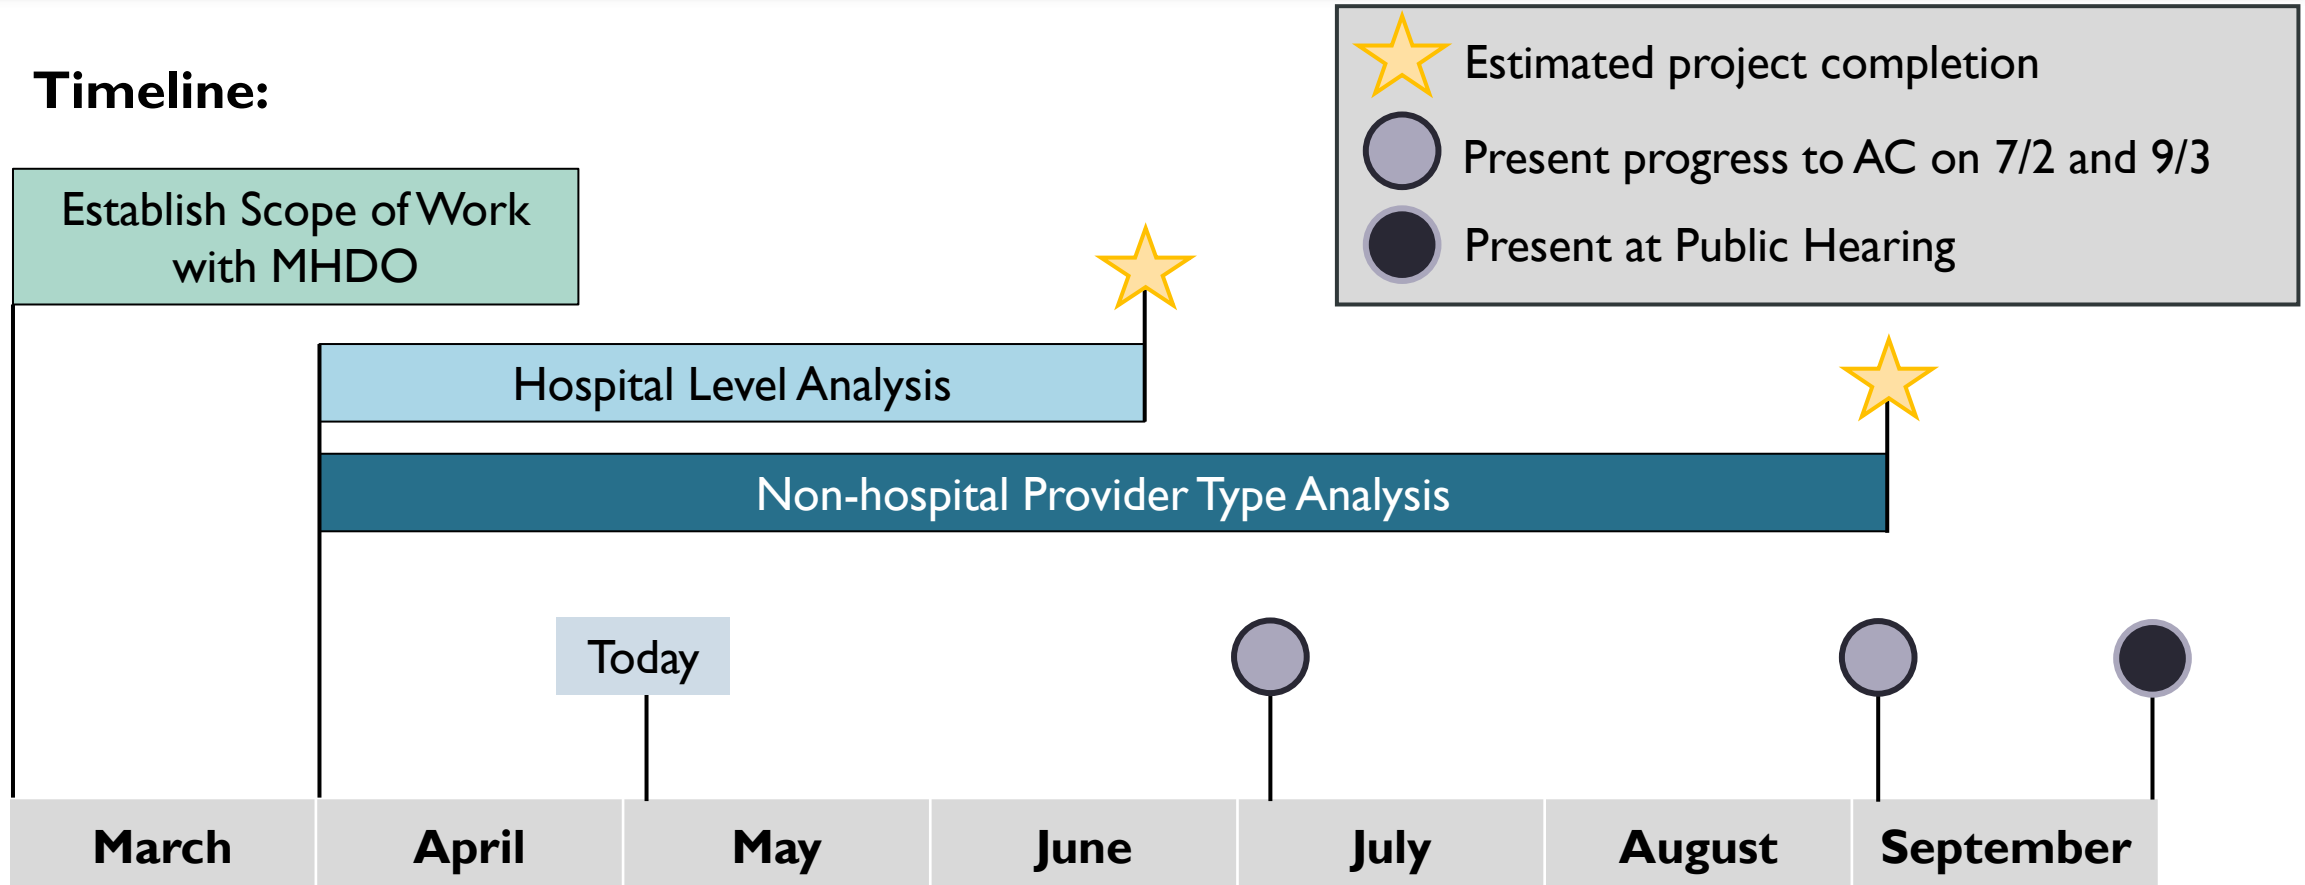 Timeline:
Estimated project completion
Present progress to AC on 7/2 and 9/3
Present at Public Hearing
Establish Scope of Work
with MHDO
Hospital Level Analysis
Non-hospital Provider Type Analysis
Today
March April May June July August September